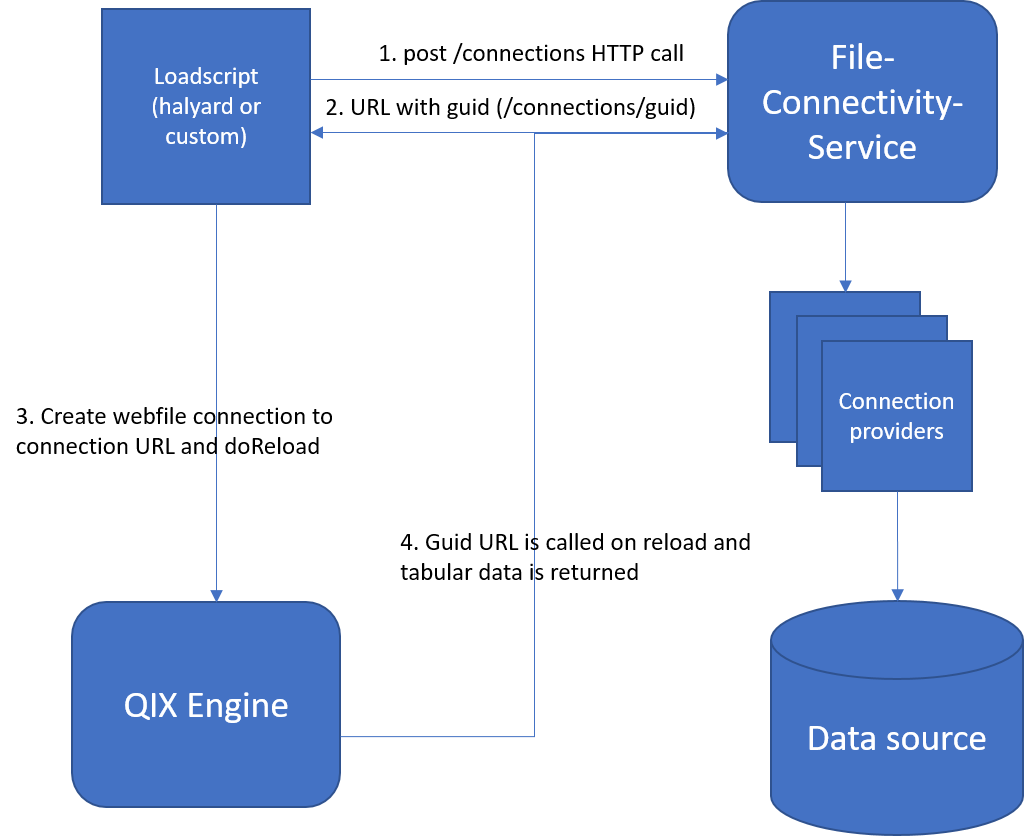 Loadscript
(halyard or
custom)
1. post /connections HTTP call
2. URL with guid (/connections/guid)
File-
Connectivity-
Service
Connection
providers
3. Create webfile connection to
connection URL and doReload
4. Guid URL is called on reload and
tabular data is returned
QIX Engine
Data source